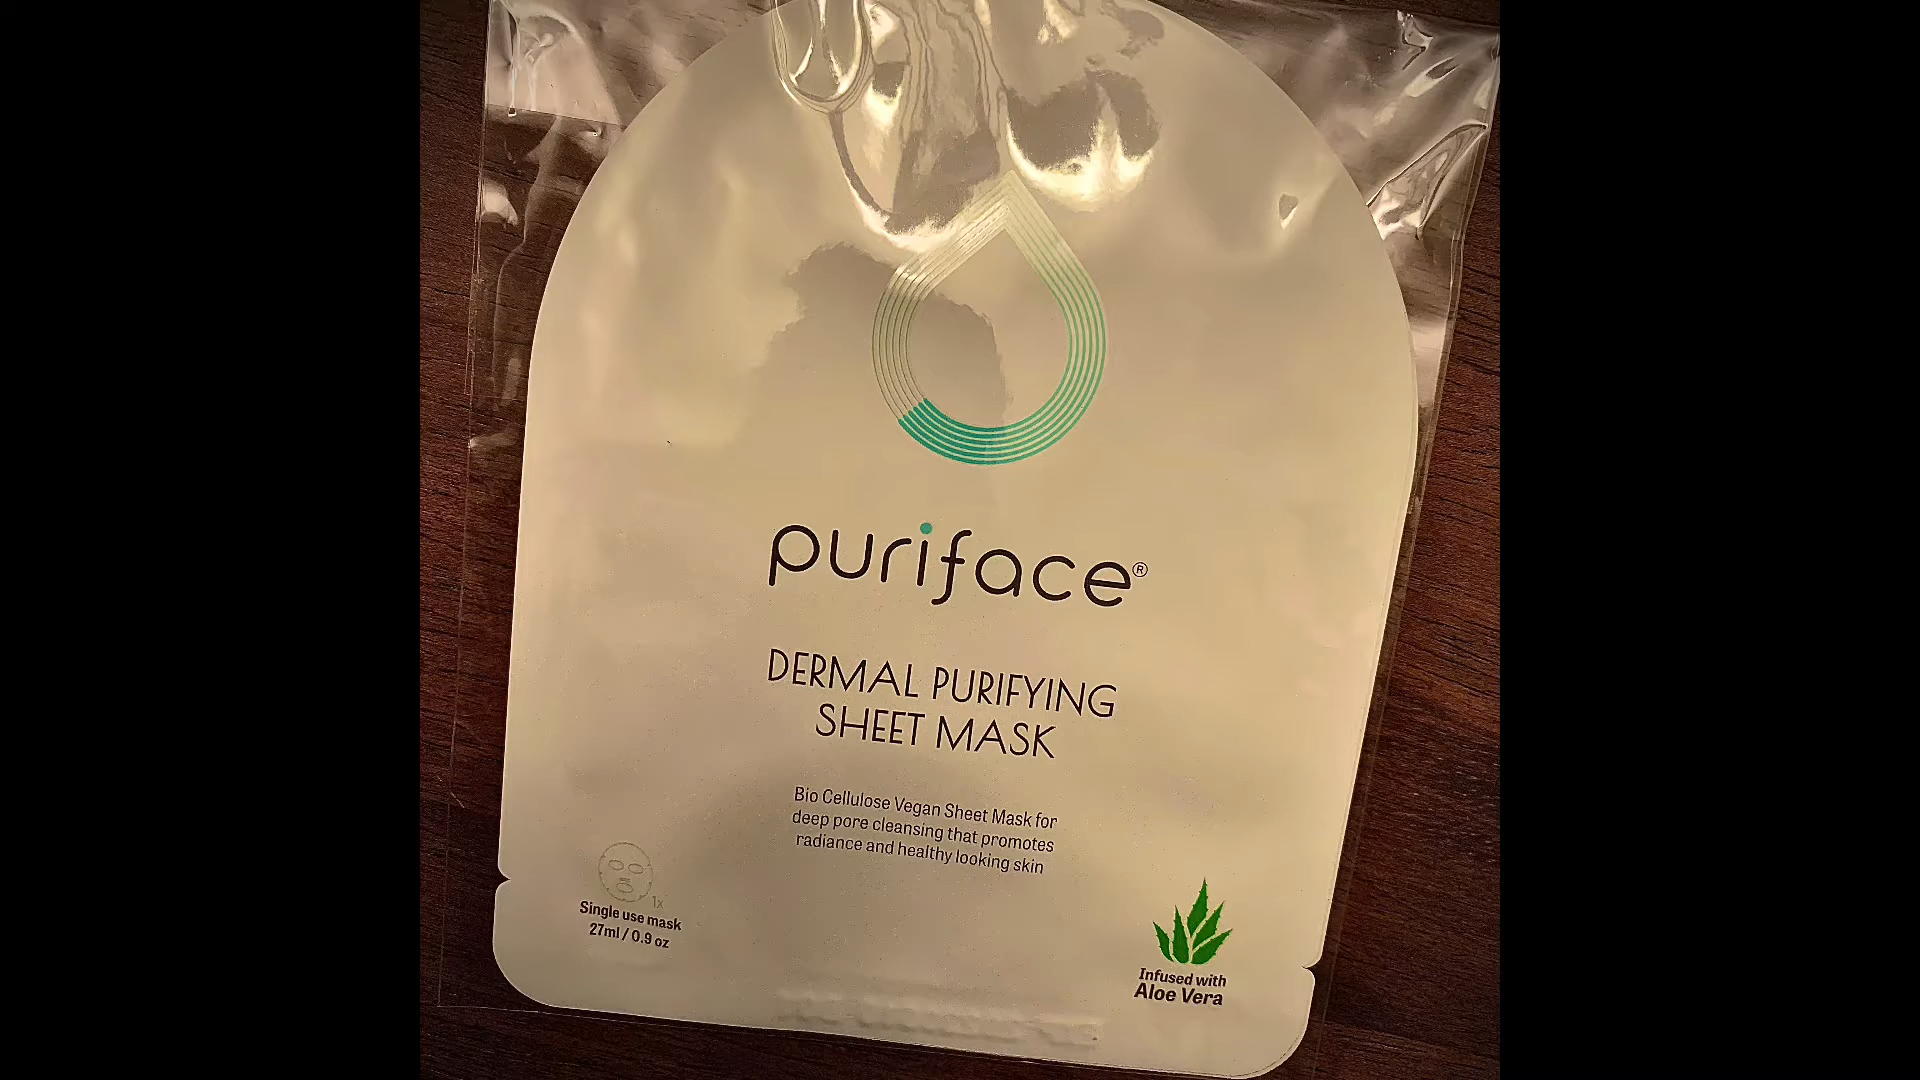 puriface®
DERMAL PURIFYING
SHEET MASK
Bio Cellulose Vegan Sheet Mask for
deep pore cleansing that promotes
radiance and healthy looking skin
1x
Single use mask
27ml / 0.9 oz
Infused with
Aloe Vera